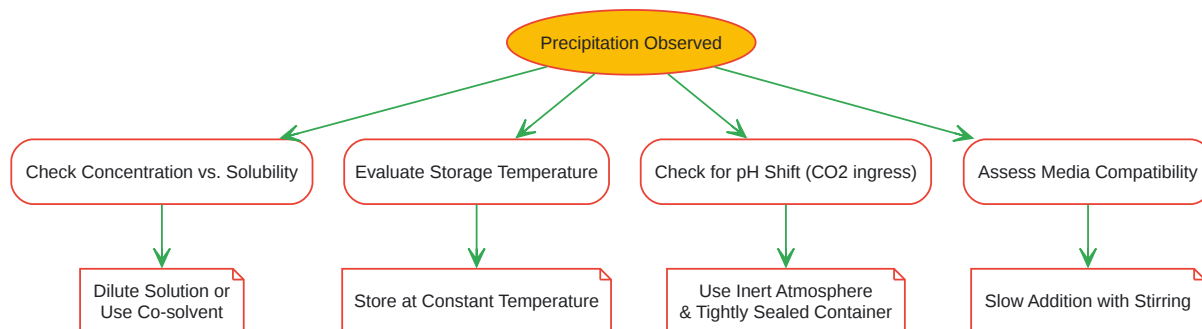 Precipitation Observed
Check Concentration vs. Solubility
Evaluate Storage Temperature
Check for pH Shift (CO2 ingress)
Assess Media Compatibility
Dilute Solution or
Use Co-solvent
Store at Constant Temperature
Use Inert Atmosphere
& Tightly Sealed Container
Slow Addition with Stirring